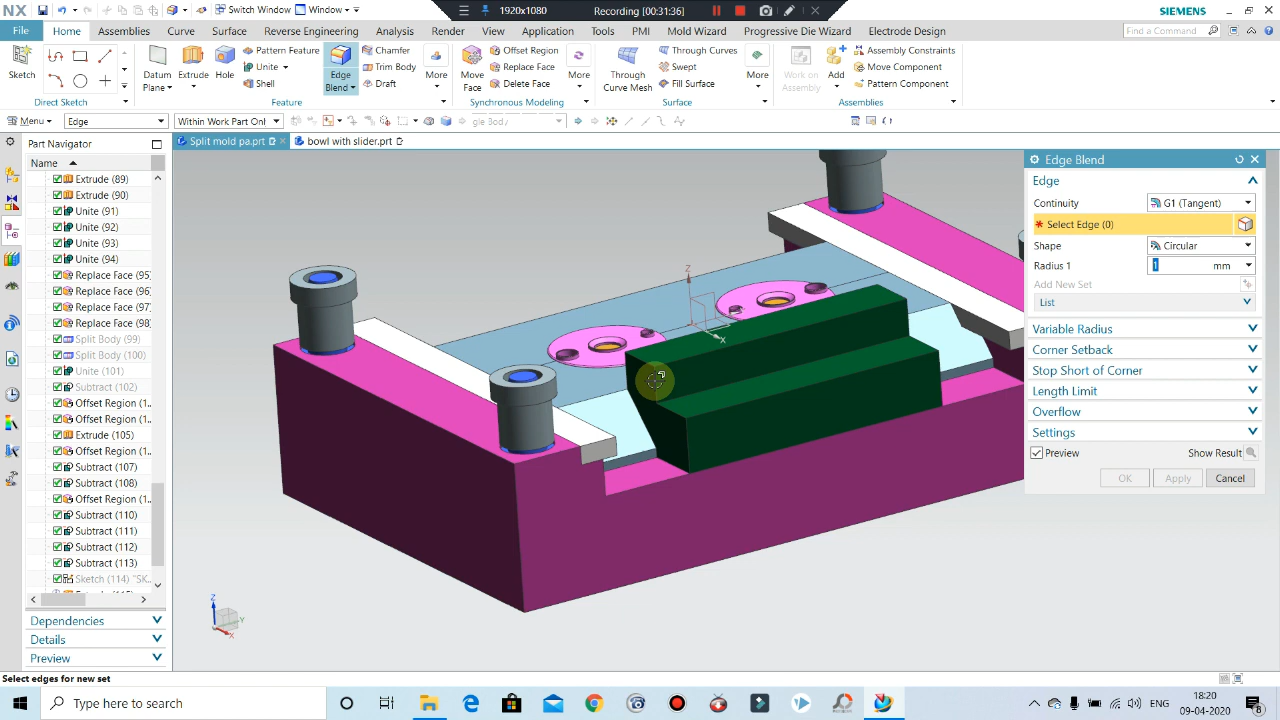 NX Switch Window Window 1920x1080 Recording [00:31:36] SIEMENS
File Home Assemblies Curve Surface Reverse Engineering Analysis Render View Application Tools PMI Mold Wizard Progressive Die Wizard Electrode Design Find a Command
Pattern Feature Chamfer Offset Region Through Curves Assembly Constraints
Unite Trim Body Replace Face Swept Move Component
Sketch Datum Plane Extrude Hole Shell Edge Blend Draft More Move Face Delete Face More Through Curve Mesh Fill Surface More Work on Assembly Add Pattern Component
Direct Sketch Feature Synchronous Modeling Surface Assemblies
Menu Edge Within Work Part Only gle Body
Part Navigator
Split mold pa.prt bowl with slider.prt
Name
Extrude (89)
Extrude (90)
Unite (91)
Unite (92)
Unite (93)
Unite (94)
Replace Face (95)
Replace Face (96)
Replace Face (97)
Replace Face (98)
Split Body (99)
Split Body (100)
Unite (101)
Subtract (102)
Offset Region (1...
Offset Region (1...
Extrude (105)
Offset Region (1...
Subtract (107)
Subtract (108)
Offset Region (1...
Subtract (110)
Subtract (111)
Subtract (112)
Subtract (113)
Sketch (114) "SK...
Dependencies
Details
Preview
Z
X
Z
Y
X
Edge Blend
Edge
Continuity G1 (Tangent)
* Select Edge (0)
Shape Circular
Radius 1 1 mm
Add New Set
List
Variable Radius
Corner Setback
Stop Short of Corner
Length Limit
Overflow
Settings
Preview Show Result
OK Apply Cancel
Select edges for new set
Type here to search
ENG 18:20
09-04-2020